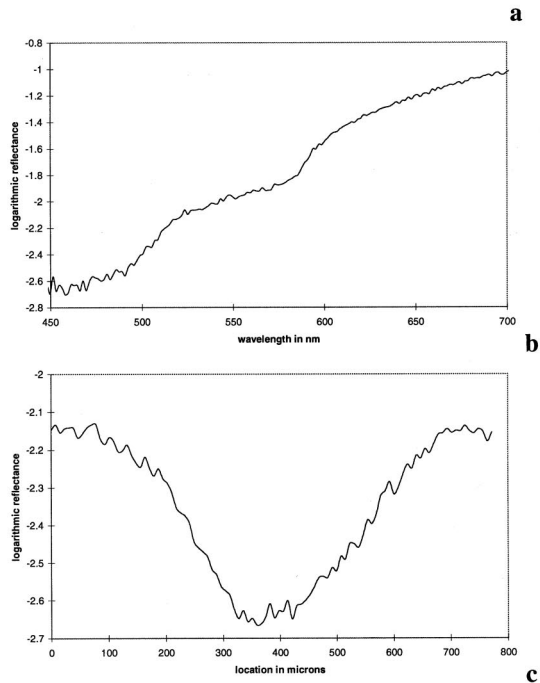 a
-0.8
-1
-1.2
-1.4
-1.6
-1.8
-2
-2.2
-2.4
-2.6
-2.8
logarithmic reflectance
450 500 550 600 650 700
wavelength in nm
b
-2
-2.1
-2.2
-2.3
-2.4
-2.5
-2.6
-2.7
logarithmic reflectance
0 100 200 300 400 500 600 700 800
location in microns
c